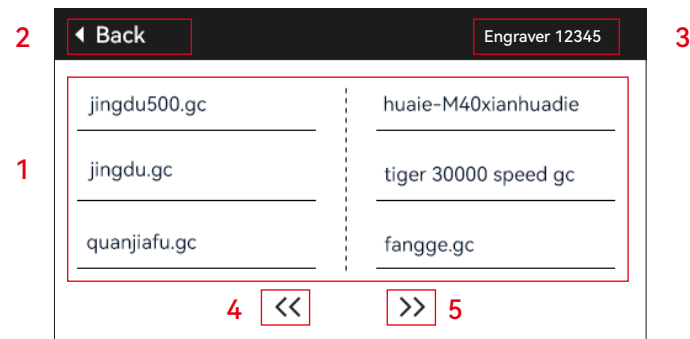 2
Back
Engraver 12345
3
1
jingdu500.gc
jingdu.gc
quanjiafu.gc
huaie-M40xianhuadie
tiger 30000 speed gc
fangge.gc
4
<<
>>
5